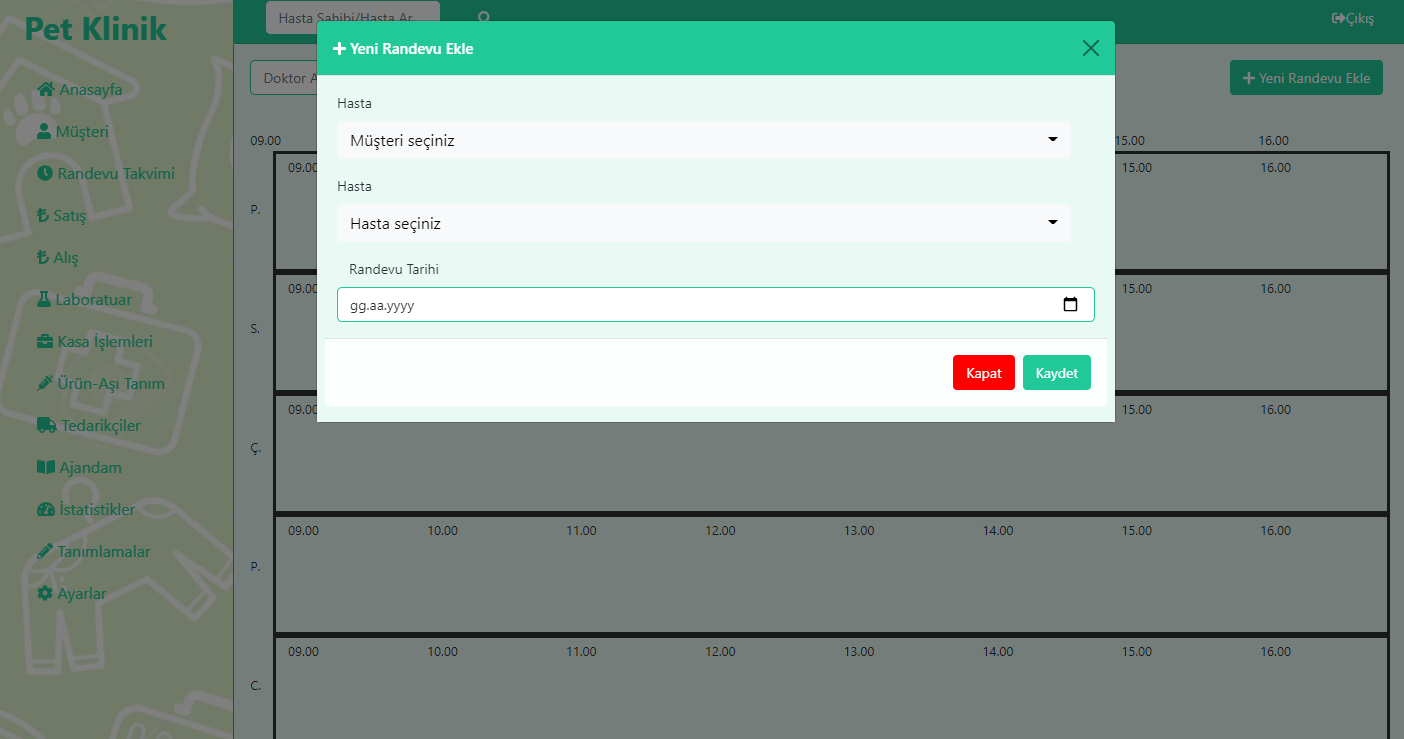 Pet Klinik
Anasayfa
Müşteri
Randevu Takvimi
Satış
Alış
Laboratuar
Kasa İşlemleri
Ürün-Aşı Tanım
Tedarikçiler
Ajandam
İstatistikler
Tanımlamalar
Ayarlar
Hasta Sahibi/Hasta Ar
Çıkış
Doktor A
Yeni Randevu Ekle
Yeni Randevu Ekle
Hasta
Müşteri seçiniz
Hasta
Hasta seçiniz
Randevu Tarihi
gg.aa.yyyy
Kapat Kaydet
09.00 15.00 16.00
P. 09.00 15.00 16.00
S. 09.00 15.00 16.00
Ç. 09.00 15.00 16.00
P. 09.00 10.00 11.00 12.00 13.00 14.00 15.00 16.00
C. 09.00 10.00 11.00 12.00 13.00 14.00 15.00 16.00